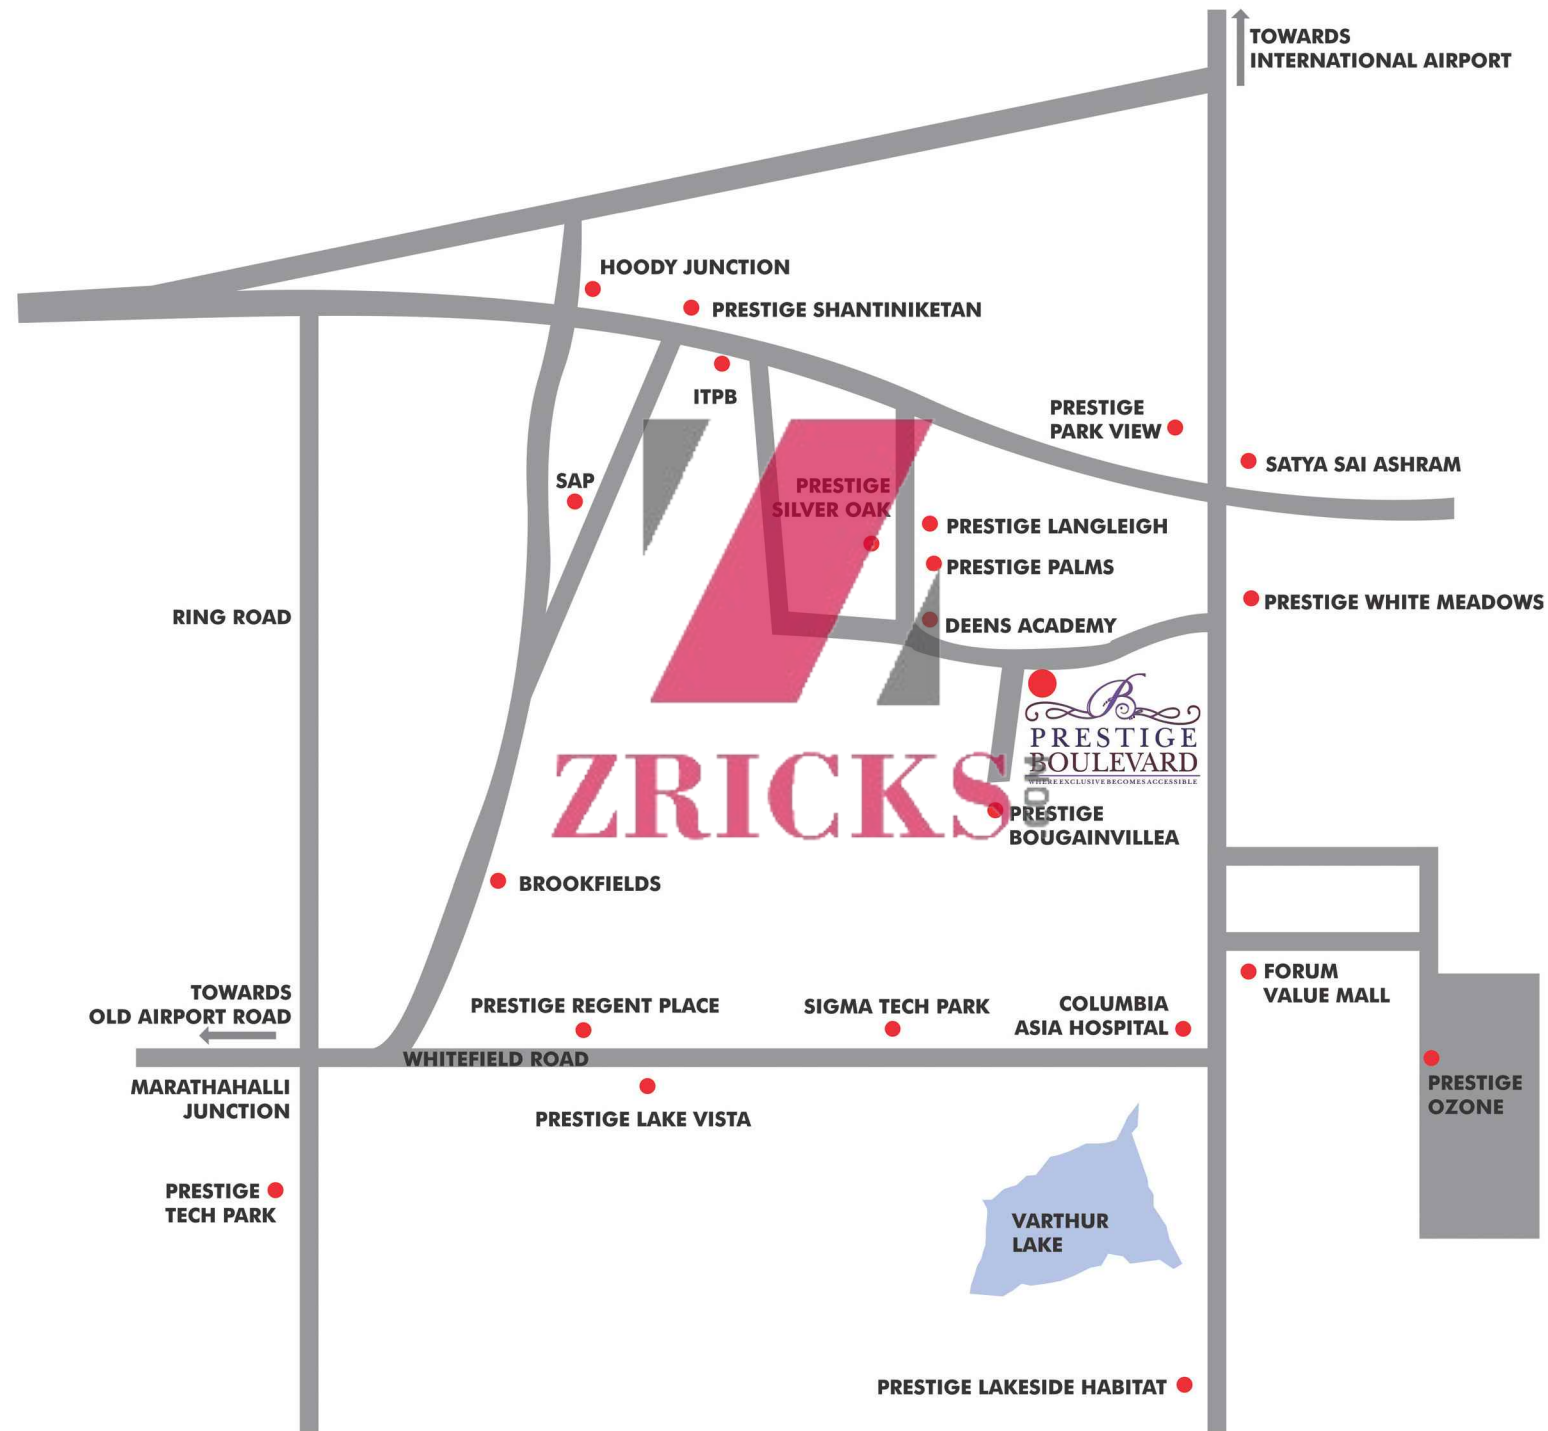 TOWARDS
INTERNATIONAL AIRPORT
HOODY JUNCTION
PRESTIGE SHANTINIKETAN
ITPB
PRESTIGE
PARK VIEW
SATYA SAI ASHRAM
SAP
PRESTIGE
SILVER OAK
PRESTIGE LANGLEIGH
PRESTIGE PALMS
PRESTIGE WHITE MEADOWS
RING ROAD
DEENS ACADEMY
B
PRESTIGE
BOULEVARD
WHERE EXCLUSIVE BECOMES ACCESSIBLE
ZRICKS
.COM
PRESTIGE
BOUGAINVILLEA
BROOKFIELDS
FORUM
VALUE MALL
TOWARDS
OLD AIRPORT ROAD
PRESTIGE REGENT PLACE
SIGMA TECH PARK
COLUMBIA
ASIA HOSPITAL
WHITEFIELD ROAD
MARATHAHALLI
JUNCTION
PRESTIGE
OZONE
PRESTIGE LAKE VISTA
PRESTIGE
TECH PARK
VARTHUR
LAKE
PRESTIGE LAKESIDE HABITAT